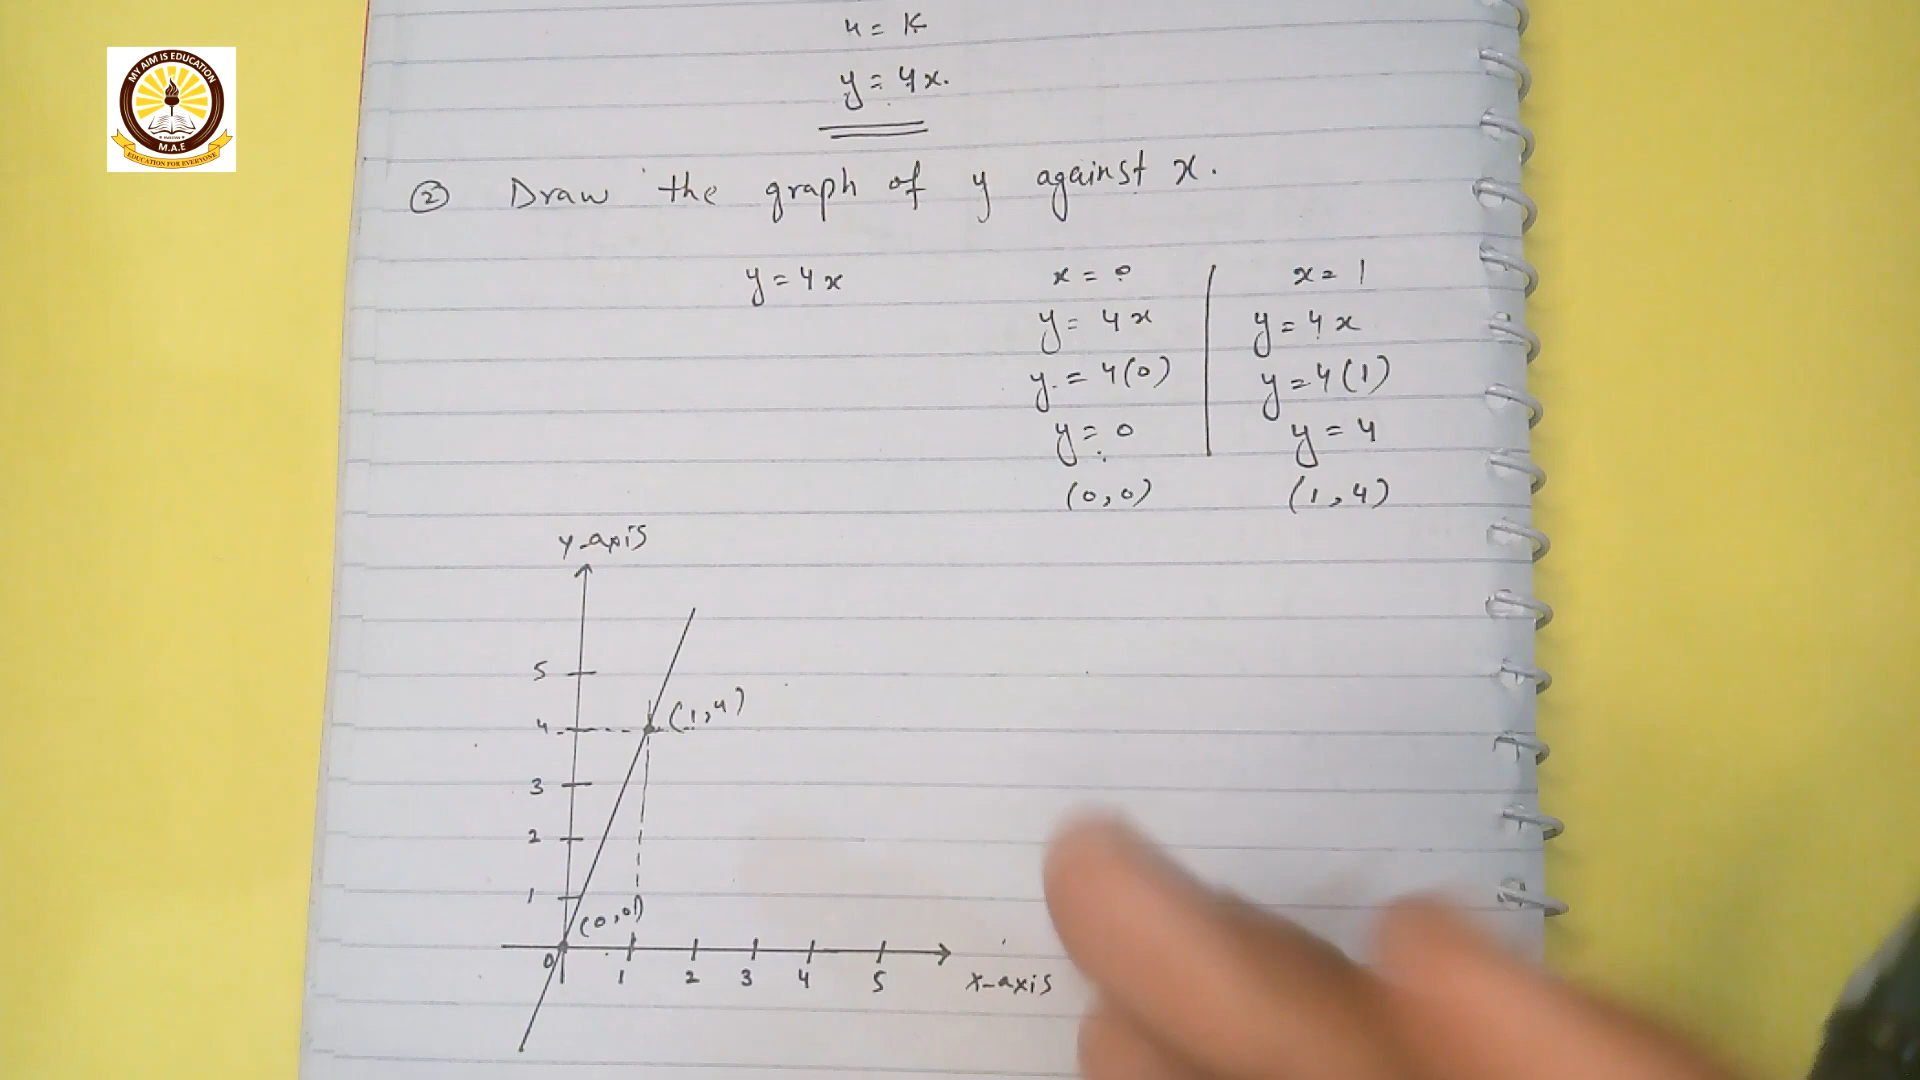 MY AIM IS EDUCATION
M.A.E
EDUCATION FOR EVERYONE
4 = K
y = 4x.
② Draw the graph of y against x.
y = 4x
x = 0
y = 4x
y = 4(0)
y = 0
(0,0)
x = 1
y = 4x
y = 4(1)
y = 4
(1,4)
y-axis
5
4
(1,4)
3
2
1
(0,0)
0 1 2 3 4 5 x-axis